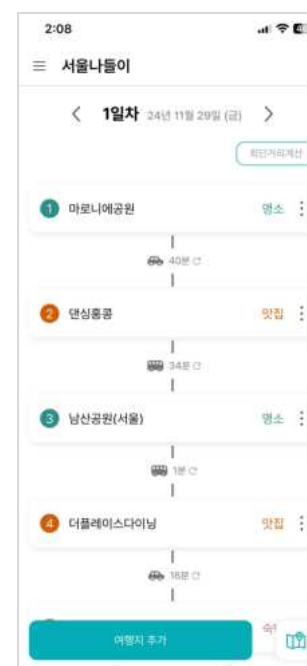 2:08
서울나들이
1일차 24년 11월 29일 (금)
최단거리계산
1 마로니에공원 명소
40분
2 댄싱홍콩 맛집
34분
3 남산공원(서울) 명소
1분
4 더플레이스다이닝 맛집
16분
여행지 추가